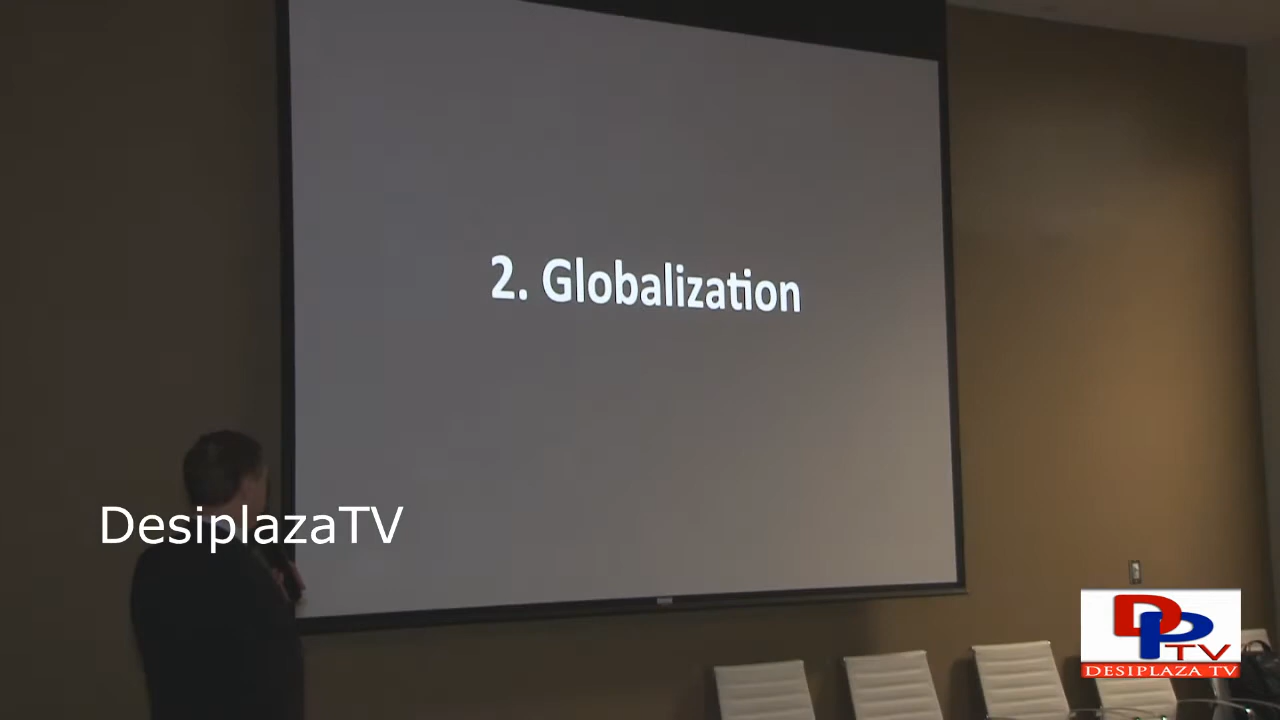 2. Globalization
DesiplazaTV
DP
TV
DESIPLAZA TV